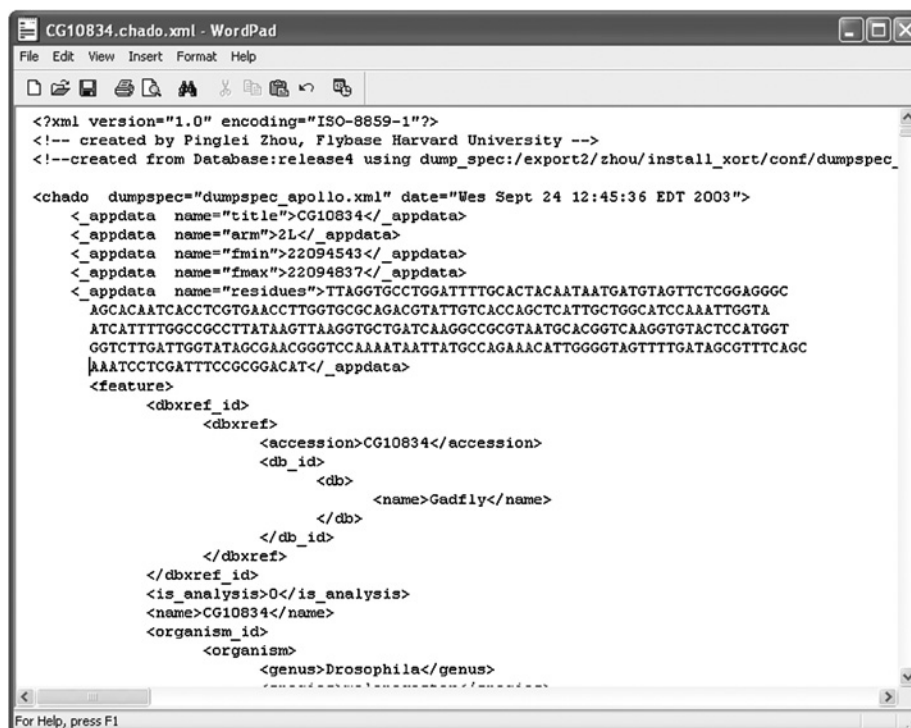 CG10834.chado.xml - WordPad
File Edit View Insert Format Help
<?xml version="1.0" encoding="ISO-8859-1"?>
<!-- created by Pinglei Zhou, Flybase Harvard University -->
<!--created from Database:release4 using dump_spec:/export2/zhou/install_xort/conf/dumpspec_
<chado dumpspec="dumpspec_apollo.xml" date="Wes Sept 24 12:45:36 EDT 2003">
<_appdata name="title">CG10834</_appdata>
<_appdata name="arm">2L</_appdata>
<_appdata name="fmin">22094543</_appdata>
<_appdata name="fmax">22094837</_appdata>
<_appdata name="residues">TTAGGTGCCTGGATTTTGCACTACAATAATGATGTAGTTCTCGGAGGGC
AGCACAATCACCTCGTGAACCTTGGTGCGCAGACGTATTGTCACCAGCTCATTGCTGGCATCCAAATTGGTA
ATCATTTTGGCCGCCTTATAAGTTAAGGTGCTGATCAAGGCCGCGTAATGCACGGTCAAGGTGTACTCCATGGT
GGTCTTGATTGGTATAGCGAACGGGTCCAAAATAATTATGCCAGAAACATTGGGGTAGTTTTGATAGCGTTTCAGC
AAATCCTCGATTTCCGCGGACAT</_appdata>
<feature>
<dbxref_id>
<dbxref>
<accession>CG10834</accession>
<db_id>
<db>
<name>Gadfly</name>
</db>
</db_id>
</dbxref>
</dbxref_id>
<is_analysis>0</is_analysis>
<name>CG10834</name>
<organism_id>
<organism>
<genus>Drosophila</genus>
For Help, press F1